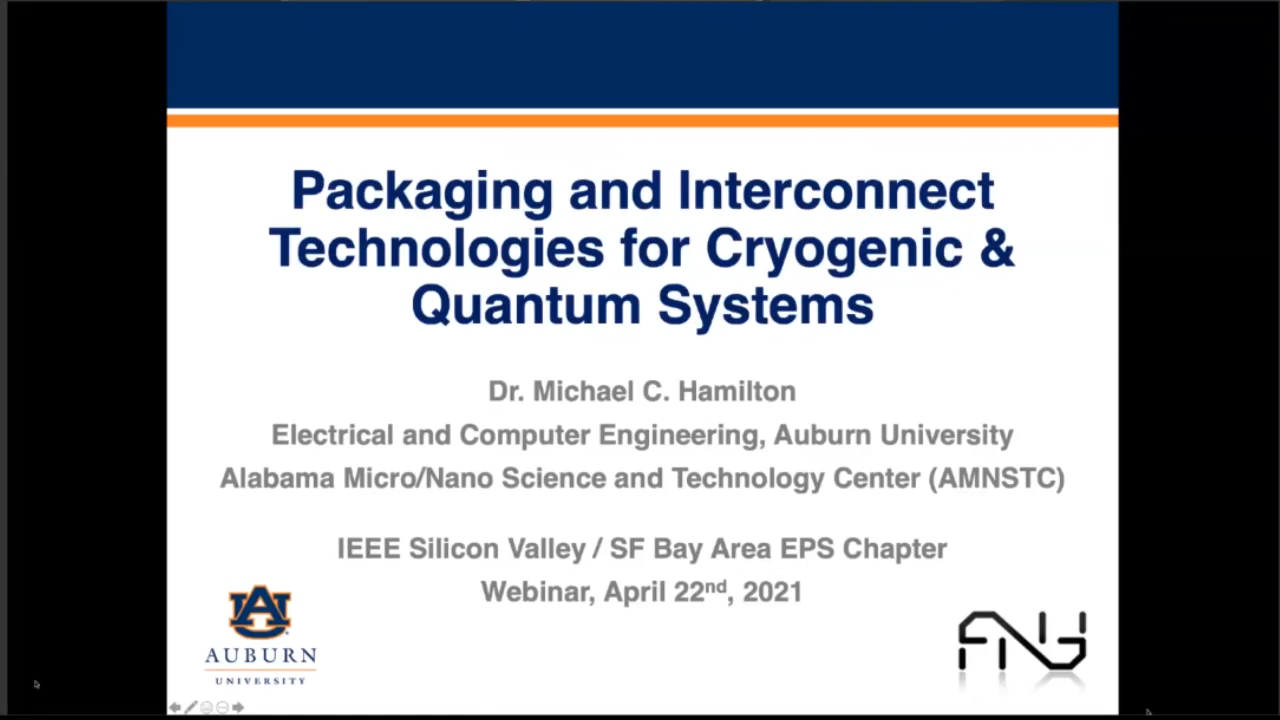 Packaging and Interconnect
Technologies for Cryogenic &
Quantum Systems
Dr. Michael C. Hamilton
Electrical and Computer Engineering, Auburn University
Alabama Micro/Nano Science and Technology Center (AMNSTC)
IEEE Silicon Valley / SF Bay Area EPS Chapter
Webinar, April 22nd, 2021
AU
AUBURN
UNIVERSITY